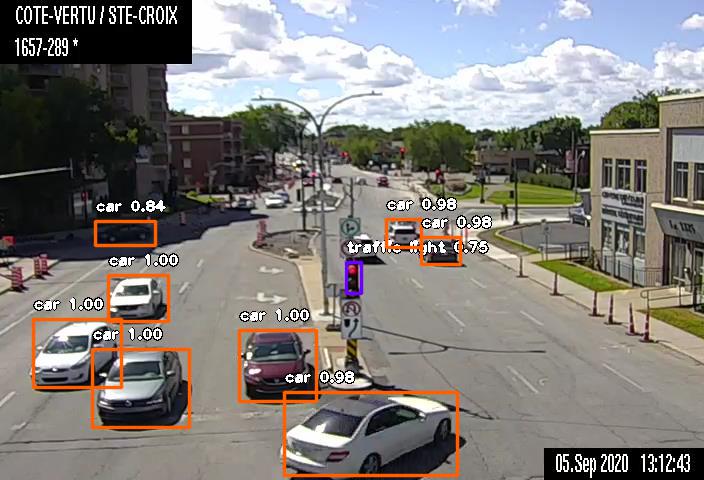 COTE-VERTU / STE-CROIX
1657-289 *
car 0.84
car 0.98
car 0.98
traffic light 0.75
car 1.00
car 1.00
car 1.00
car 1.00
car 0.98
05.Sep 2020 13:12:43